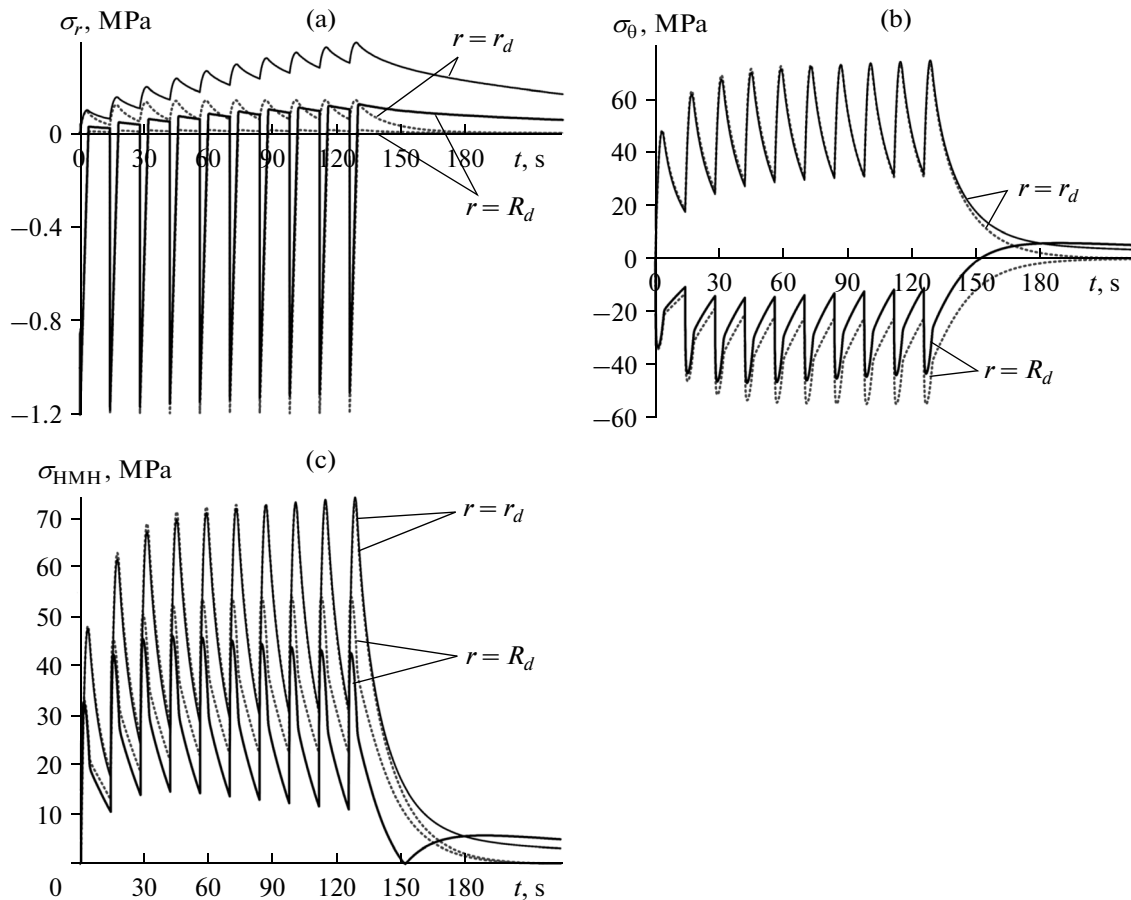 σr, MPa (a)
r = rd
0
0 30 60 90 120 150 180 t, s
r = Rd
−0.4
−0.8
−1.2
σθ, MPa (b)
60
40
20
r = rd
0
0 30 60 90 120 150 180 t, s
−20
−40
r = Rd
−60
σHMH, MPa (c)
70
r = rd
60
50
40
r = Rd
30
20
10
0 30 60 90 120 150 180 t, s